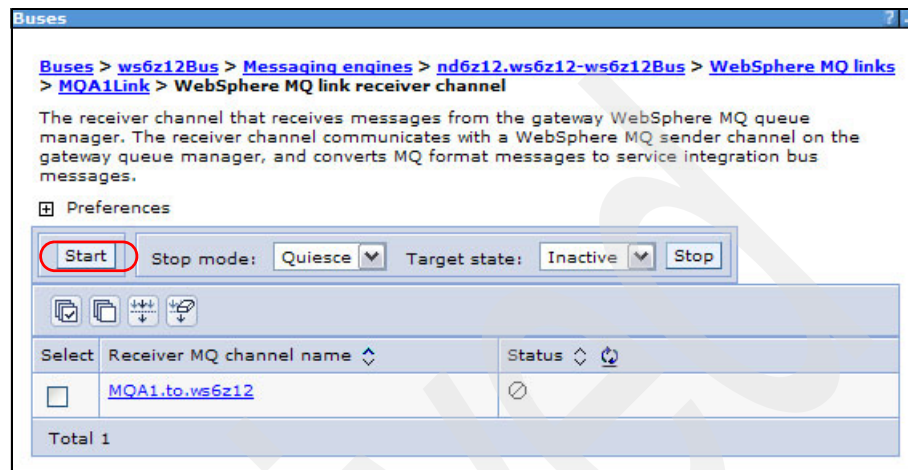 Buses ? -
Buses > ws6z12Bus > Messaging engines > nd6z12.ws6z12-ws6z12Bus > WebSphere MQ links
> MQA1Link > WebSphere MQ link receiver channel
The receiver channel that receives messages from the gateway WebSphere MQ queue
manager. The receiver channel communicates with a WebSphere MQ sender channel on the
gateway queue manager, and converts MQ format messages to service integration bus
messages.
Preferences
Start Stop mode: Quiesce Target state: Inactive Stop
Select Receiver MQ channel name Status
MQA1.to.ws6z12
Total 1